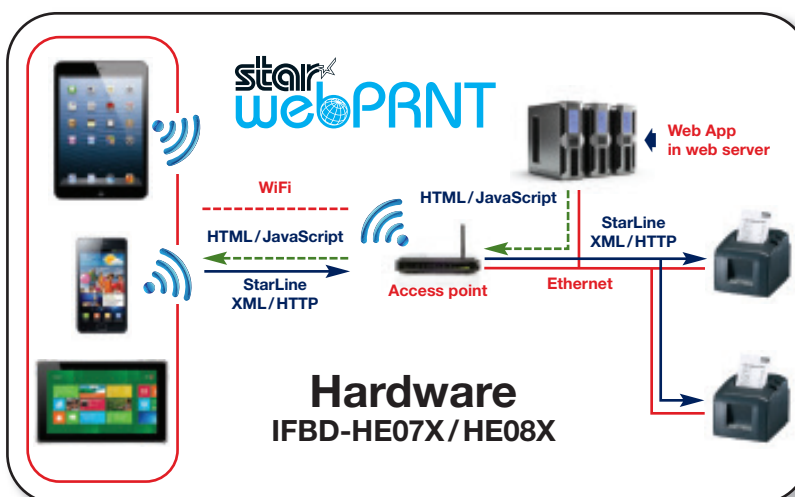 star
webPRNT
Web App
in web server
WiFi
HTML/JavaScript
HTML/JavaScript
StarLine
XML/HTTP
StarLine
XML/HTTP
Access point
Ethernet
Hardware
IFBD-HE07X/HE08X